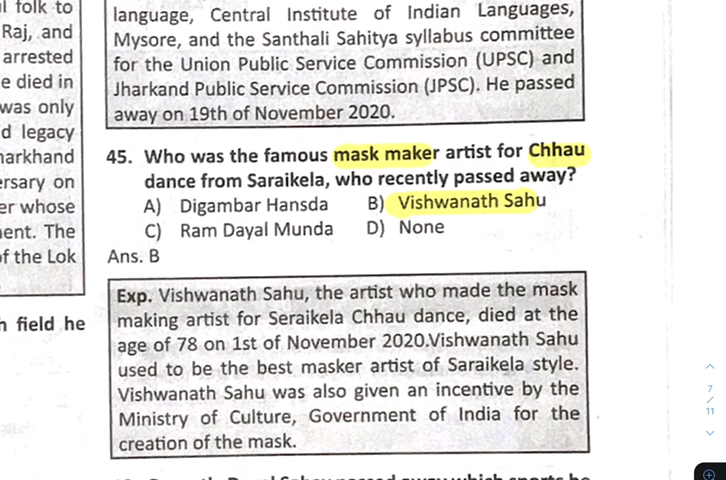 l folk to
Raj, and
arrested
e died in
was only
d legacy
harkhand
ersary on
er whose
ent. The
of the Lok
h field he
language, Central Institute of Indian Languages,
Mysore, and the Santhali Sahitya syllabus committee
for the Union Public Service Commission (UPSC) and
Jharkand Public Service Commission (JPSC). He passed
away on 19th of November 2020.
45. Who was the famous mask maker artist for Chhau
dance from Saraikela, who recently passed away?
A) Digambar Hansda B) Vishwanath Sahu
C) Ram Dayal Munda D) None
Ans. B
Exp. Vishwanath Sahu, the artist who made the mask
making artist for Seraikela Chhau dance, died at the
age of 78 on 1st of November 2020.Vishwanath Sahu
used to be the best masker artist of Saraikela style.
Vishwanath Sahu was also given an incentive by the
Ministry of Culture, Government of India for the
creation of the mask.
7
/
11